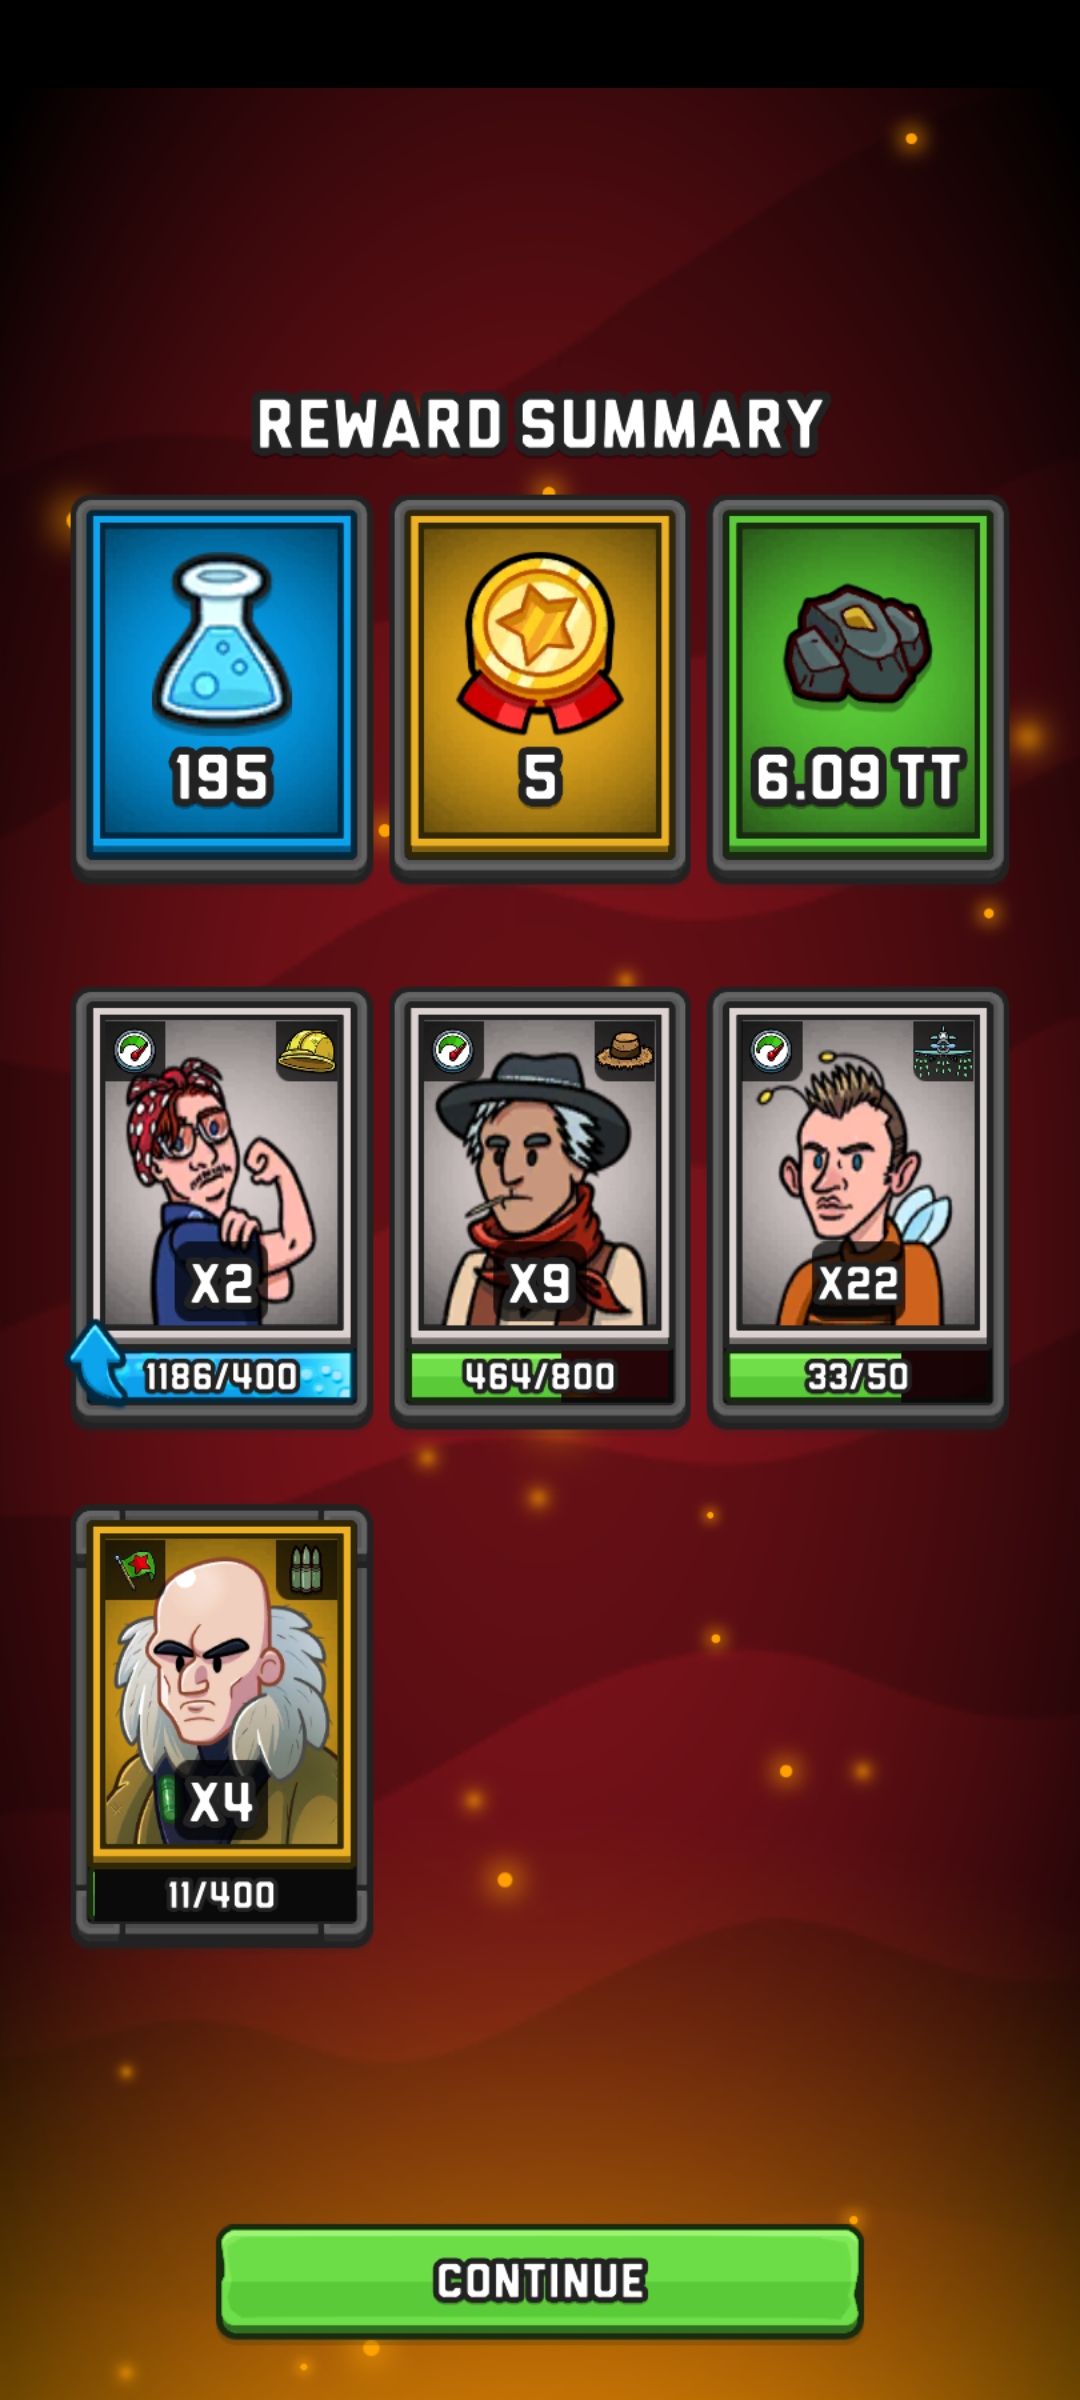 REWARD SUMMARY
195
5
6.09 TT
X2
X9
X22
1186/400
464/800
33/50
X4
11/400
CONTINUE